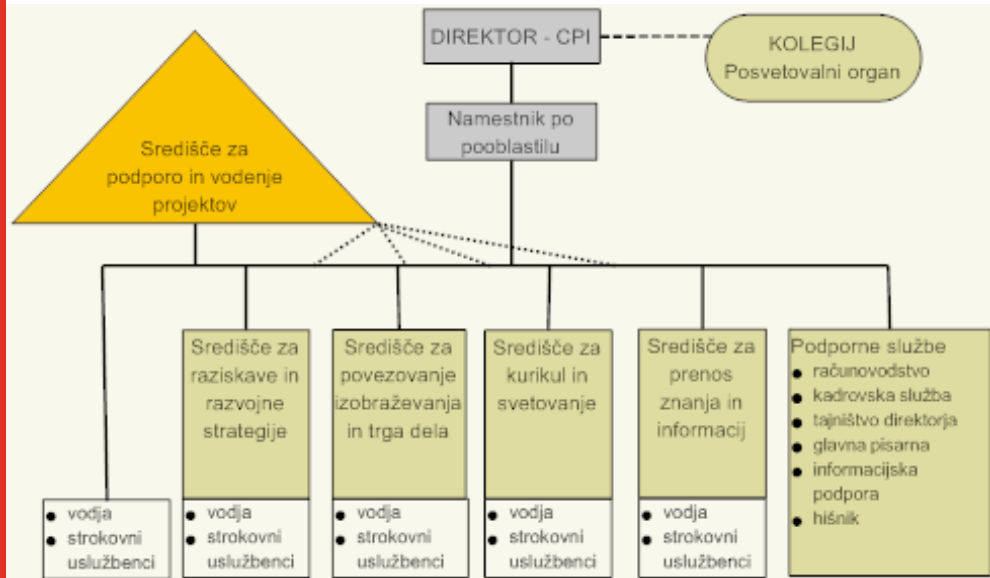 DIREKTOR - CPI
KOLEGIJ
Posvetovalni organ
Namestnik po
pooblastilu
Središče za
podporo in vodenje
projektov
Središče za
raziskave in
razvojne
strategije
Središče za
povezovanje
izobraževanja
in trga dela
Središče za
kurikul in
svetovanje
Središče za
prenos
znanja in
informacij
Podporne službe
● računovodstvo
● kadrovska služba
● tajništvo direktorja
● glavna pisarna
● informacijska
podpora
● hišnik
● vodja
● strokovni
uslužbenci
● vodja
● strokovni
uslužbenci
● vodja
● strokovni
uslužbenci
● vodja
● strokovni
uslužbenci
● vodja
● strokovni
uslužbenci